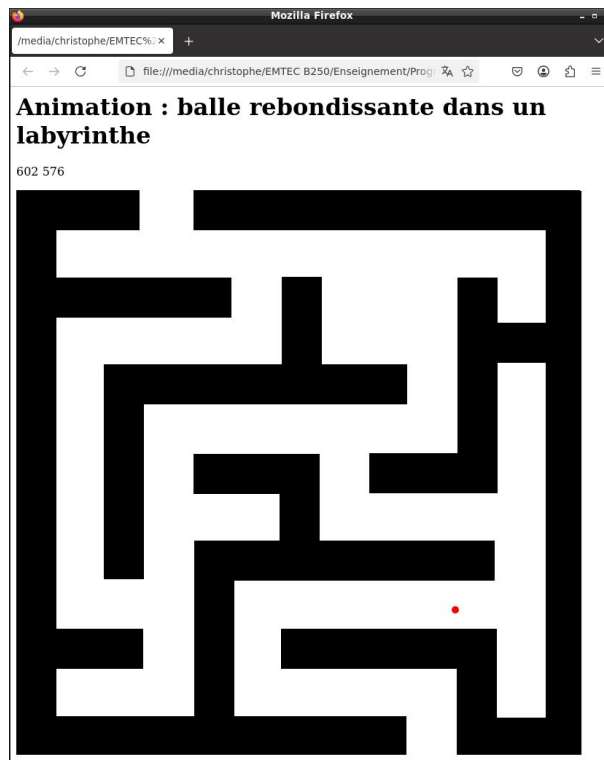 Mozilla Firefox
/media/christophe/EMTEC%2
file:///media/christophe/EMTEC B250/Enseignement/Prog
Animation : balle rebondissante dans un
labyrinthe
602 576